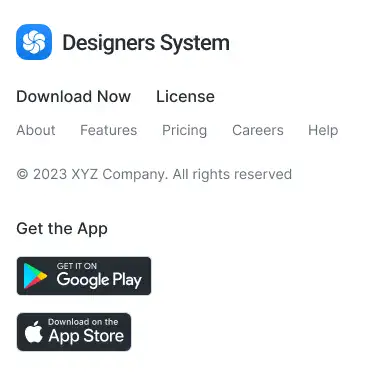 Designers System
Download Now License
About Features Pricing Careers Help
© 2023 XYZ Company. All rights reserved
Get the App
GET IT ON
Google Play
Download on the
App Store